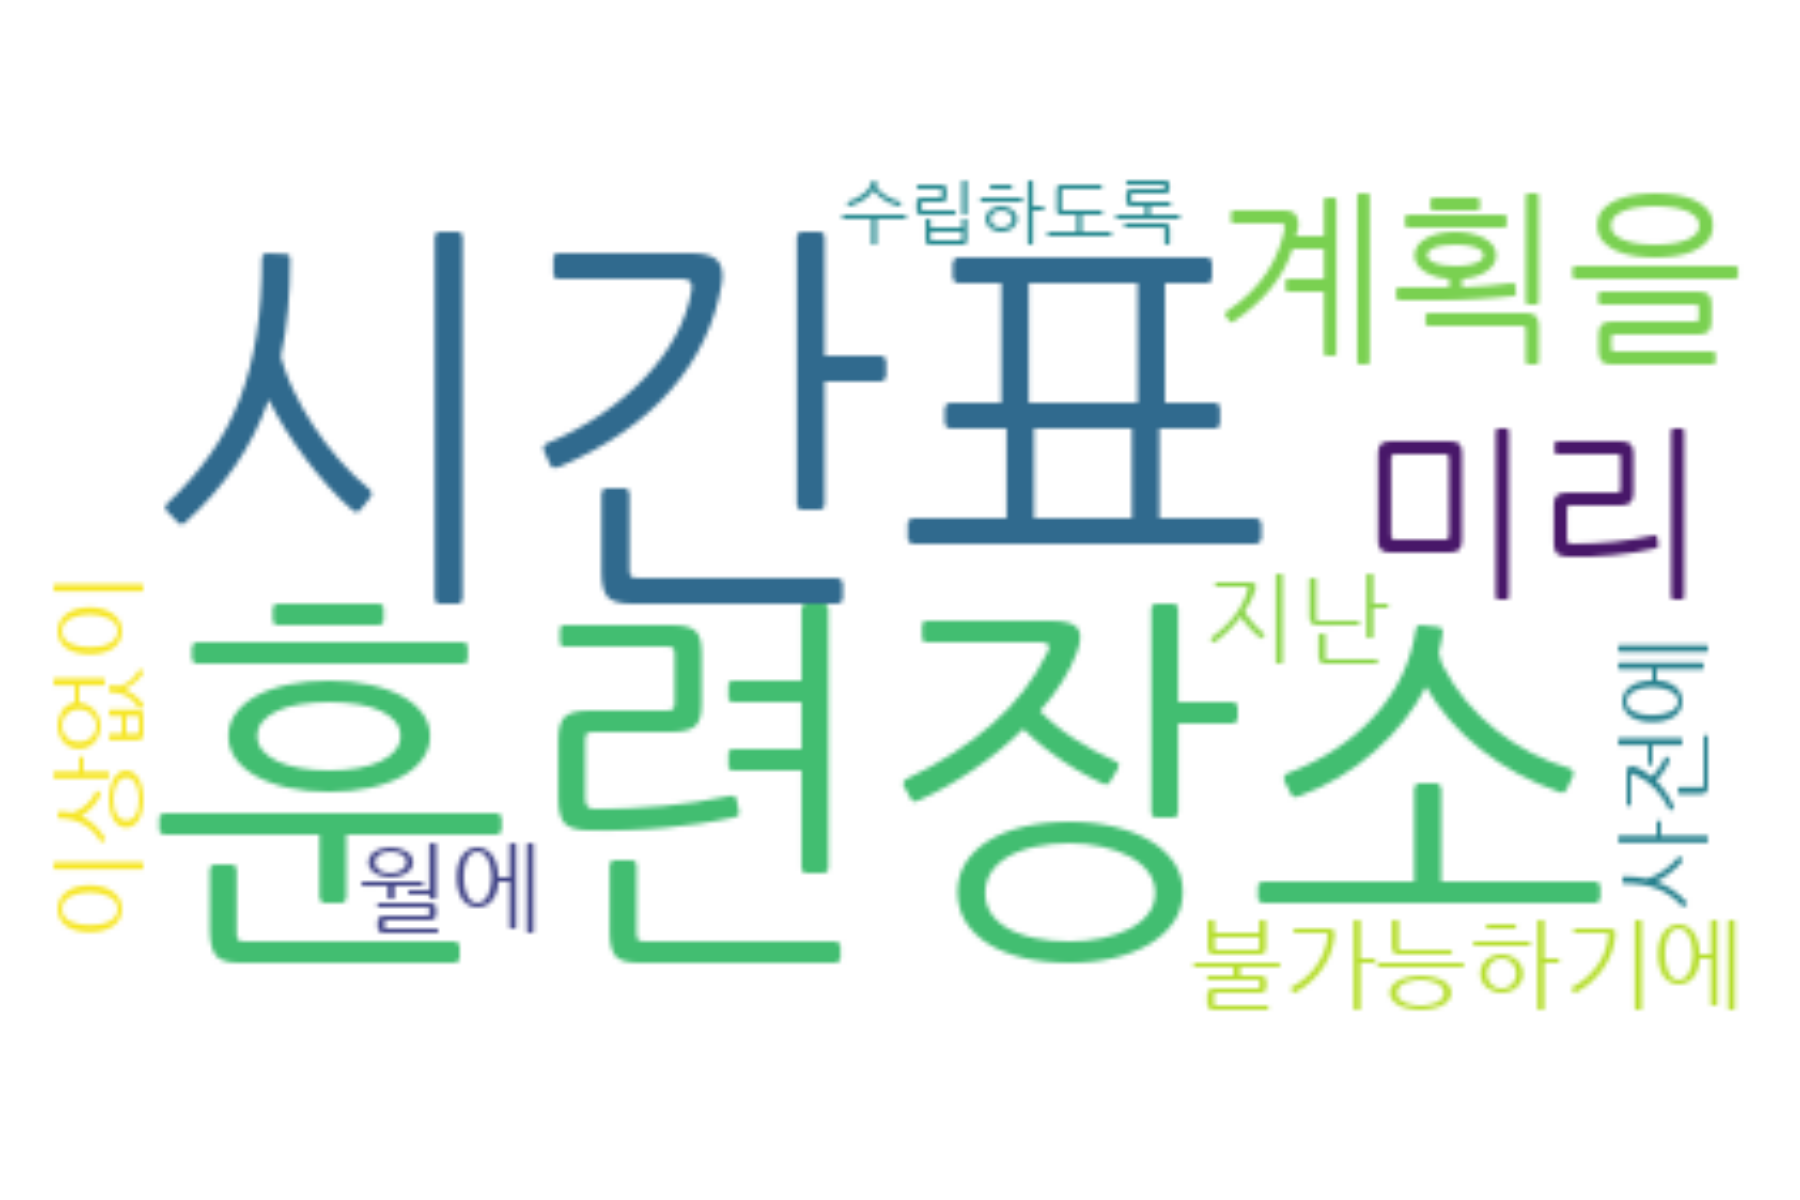 수립하도록
계획을
시간표
미리
지난
이상없이
훈련장소
사전에
월에
불가능하기에